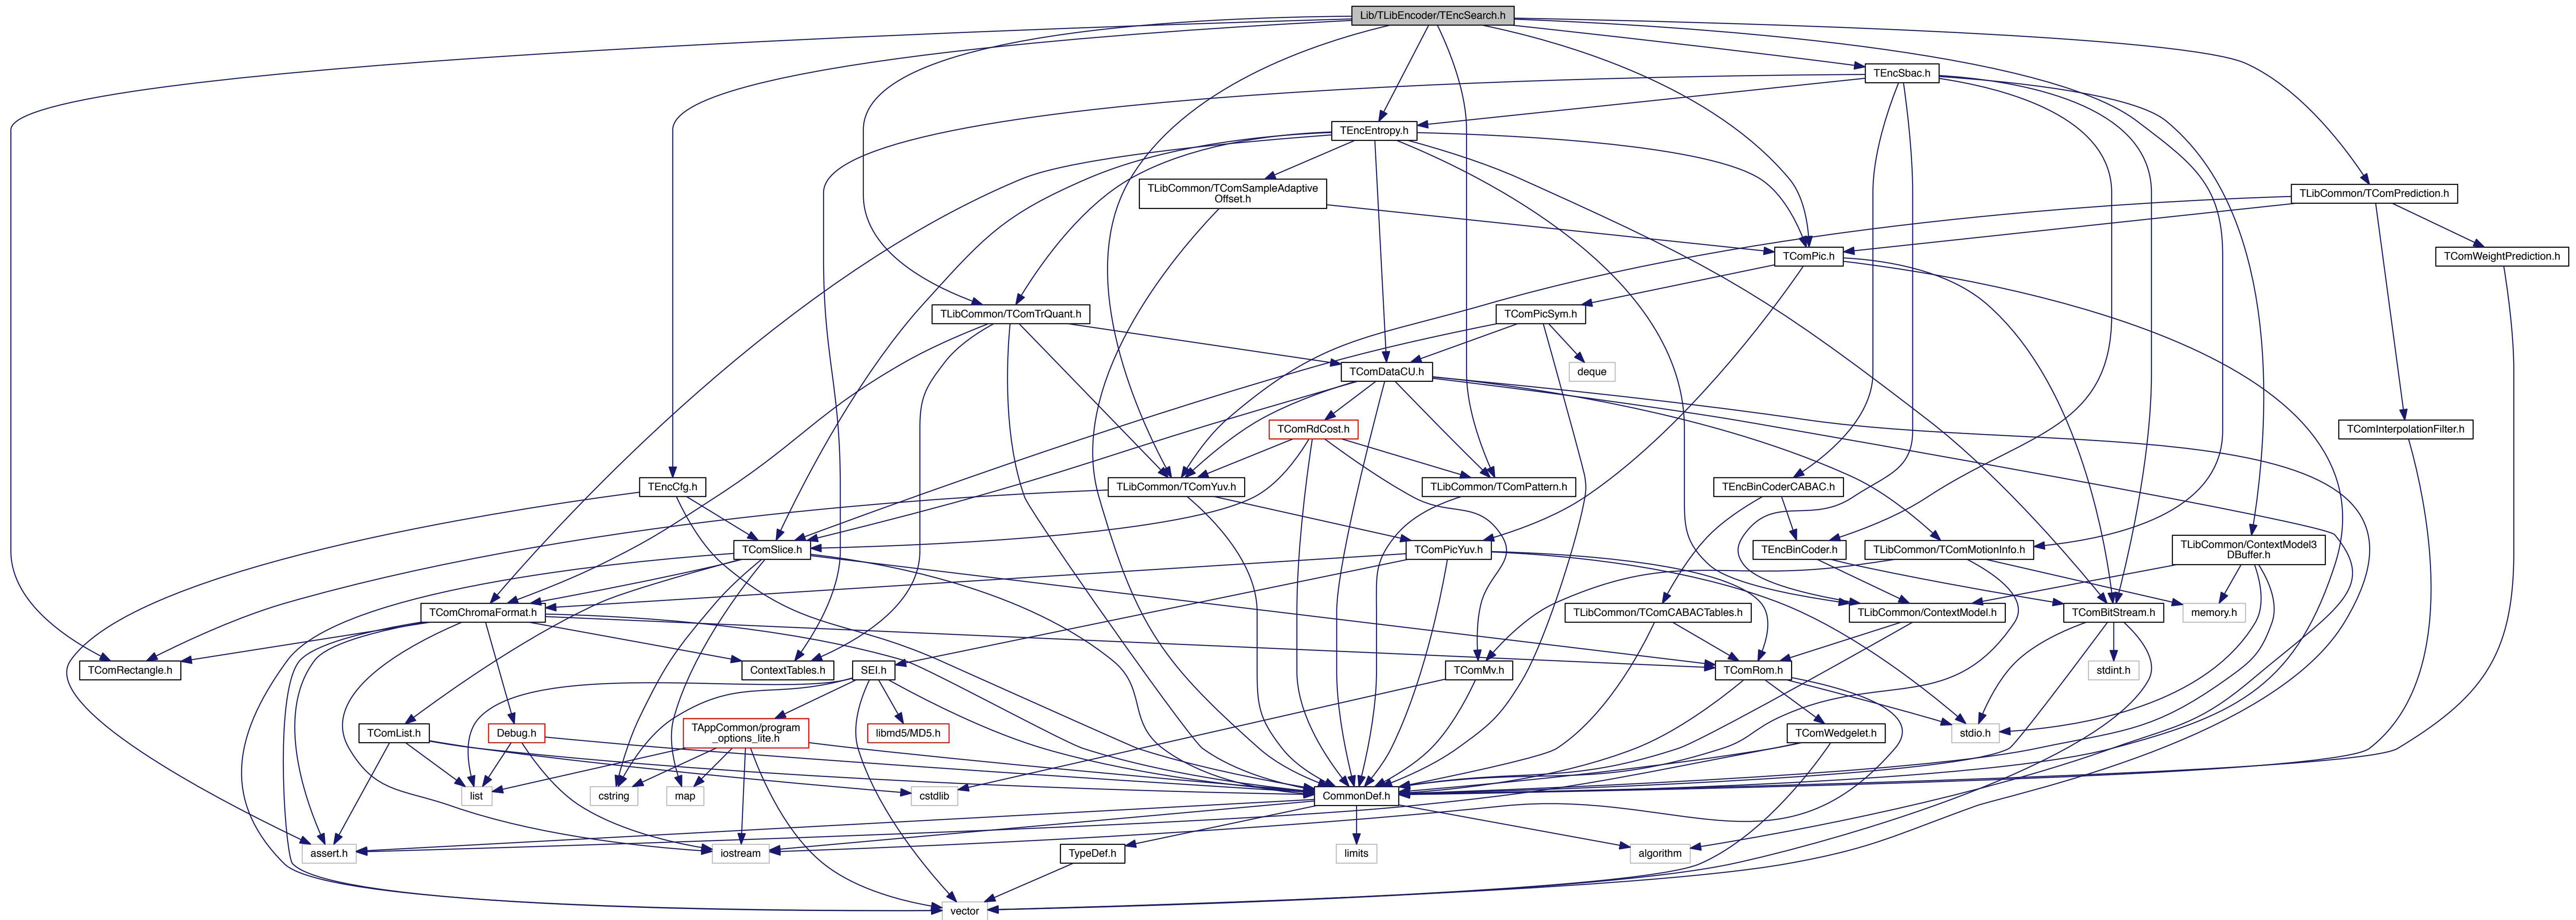 Lib/TLibEncoder/TEncSearch.h
TEncSbac.h
TEncEntropy.h
TLibCommon/TComSampleAdaptive
Offset.h
TLibCommon/TComPrediction.h
TComPic.h
TComWeightPrediction.h
TLibCommon/TComTrQuant.h
TComPicSym.h
TComDataCU.h
deque
TComRdCost.h
TComInterpolationFilter.h
TEncCfg.h
TLibCommon/TComYuv.h
TLibCommon/TComPattern.h
TEncBinCoderCABAC.h
TComSlice.h
TComPicYuv.h
TEncBinCoder.h
TLibCommon/TComMotionInfo.h
TLibCommon/ContextModel3
DBuffer.h
TComChromaFormat.h
TLibCommon/TComCABACTables.h
TLibCommon/ContextModel.h
TComBitStream.h
memory.h
TComRectangle.h
ContextTables.h
SEI.h
TComMv.h
TComRom.h
stdint.h
TComList.h
Debug.h
TAppCommon/program
_options_lite.h
libmd5/MD5.h
TComWedgelet.h
stdio.h
list
cstring
map
cstdlib
CommonDef.h
assert.h
iostream
TypeDef.h
limits
algorithm
vector